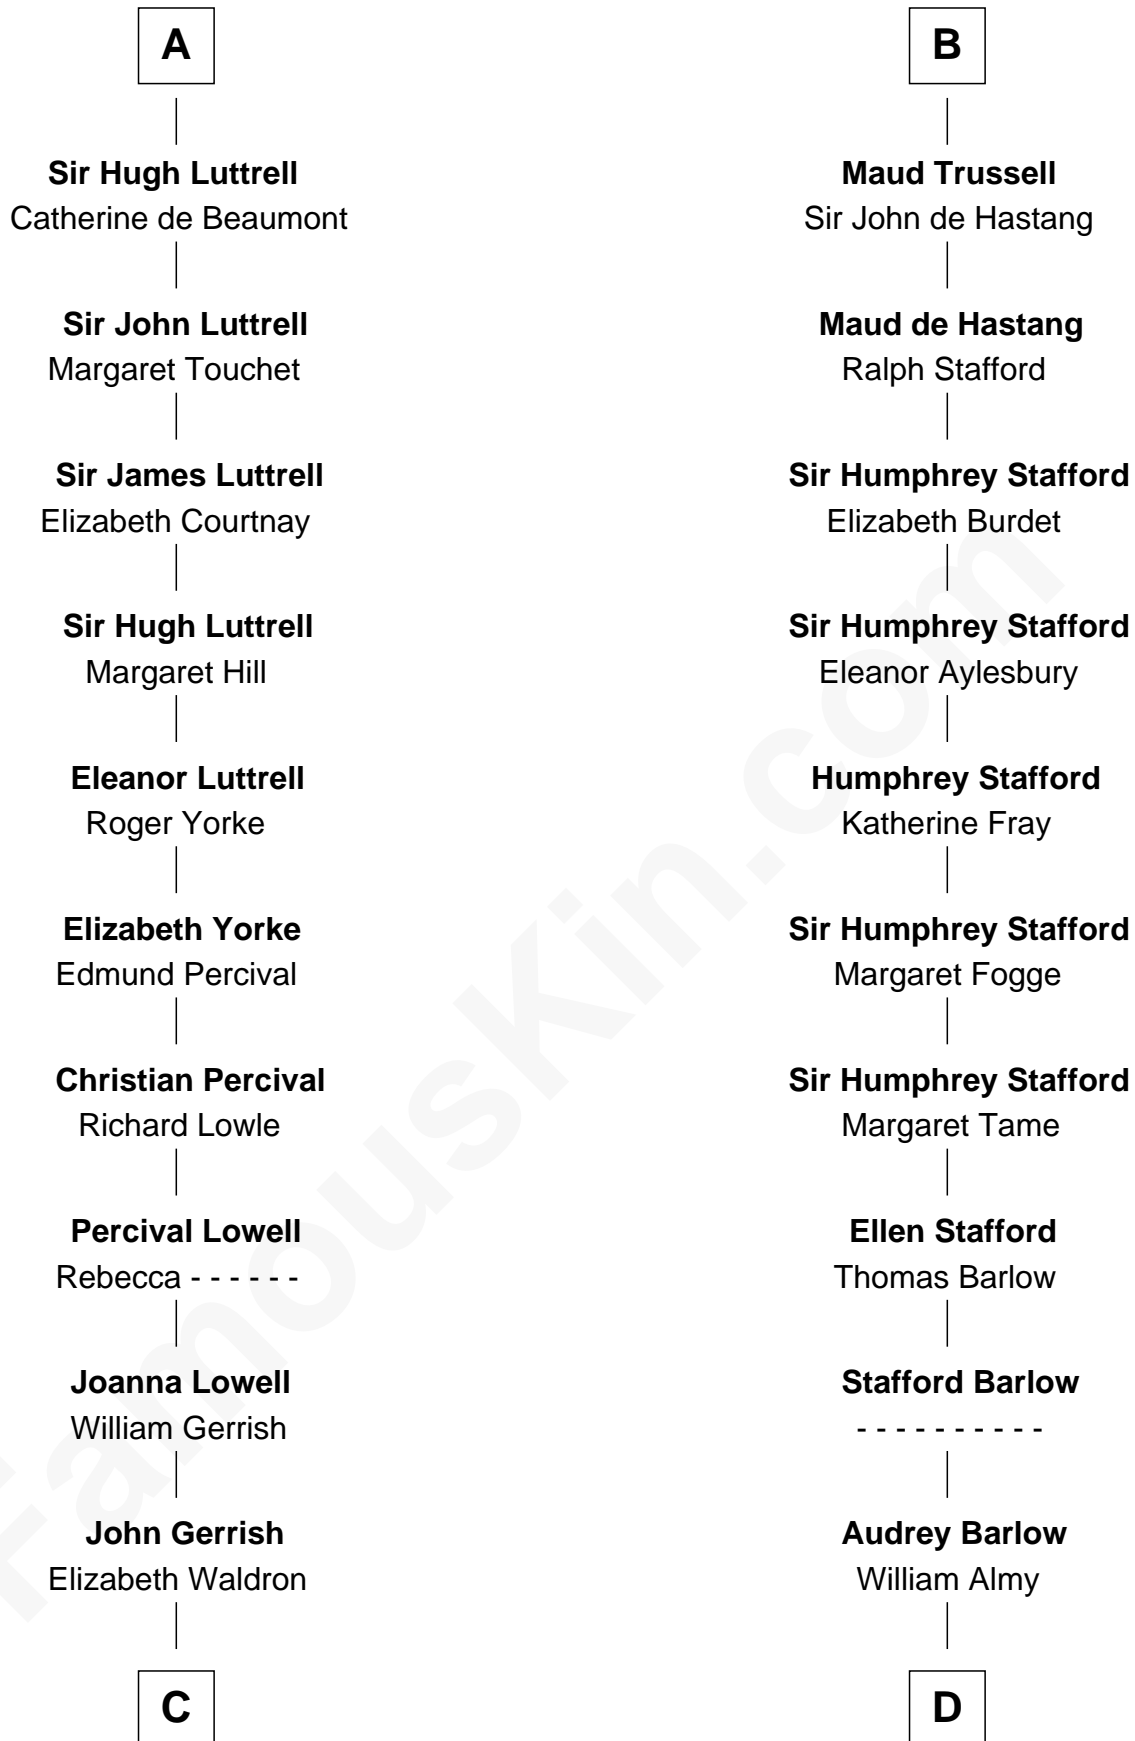 A
Sir Hugh Luttrell
Catherine de Beaumont
Sir John Luttrell
Margaret Touchet
Sir James Luttrell
Elizabeth Courtnay
Sir Hugh Luttrell
Margaret Hill
Eleanor Luttrell
Roger Yorke
Elizabeth Yorke
Edmund Percival
Christian Percival
Richard Lowle
Percival Lowell
Rebecca - - - - - -
Joanna Lowell
William Gerrish
John Gerrish
Elizabeth Waldron
C
B
Maud Trussell
Sir John de Hastang
Maud de Hastang
Ralph Stafford
Sir Humphrey Stafford
Elizabeth Burdet
Sir Humphrey Stafford
Eleanor Aylesbury
Humphrey Stafford
Katherine Fray
Sir Humphrey Stafford
Margaret Fogge
Sir Humphrey Stafford
Margaret Tame
Ellen Stafford
Thomas Barlow
Stafford Barlow
- - - - - - - - - -
Audrey Barlow
William Almy
D
FamousKin.com